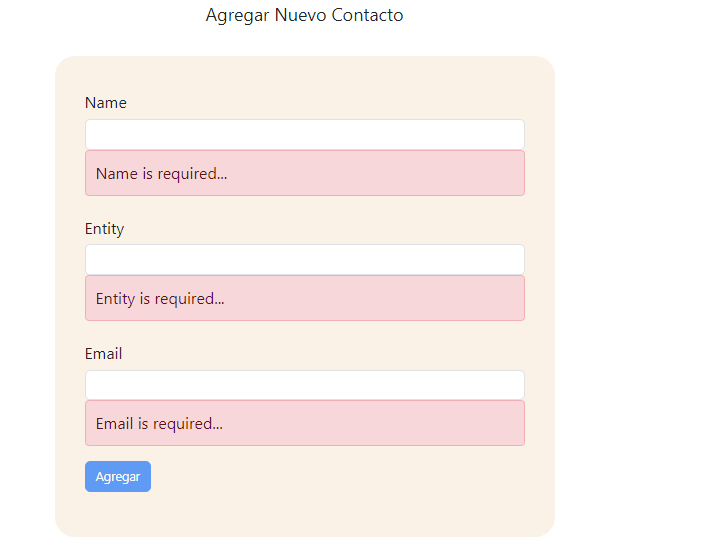 Agregar Nuevo Contacto
Name
Name is required...
Entity
Entity is required...
Email
Email is required...
Agregar